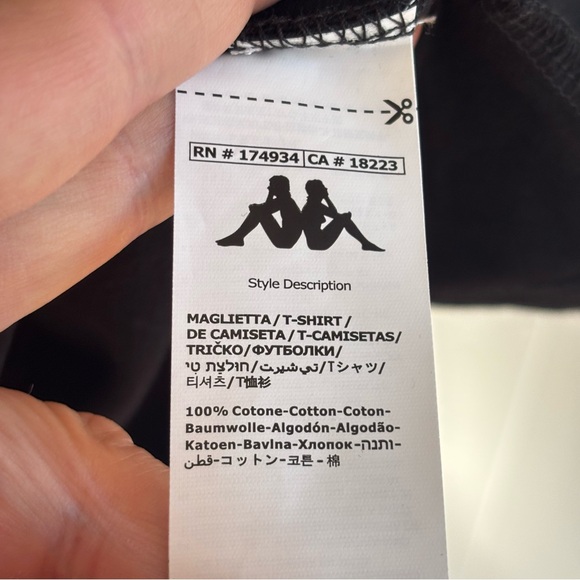 RN # 174934 CA # 18223
Style Description
MAGLIETTA/T-SHIRT/
DE CAMISETA/T-CAMISETAS/
TRIČKO/ФУТБОЛКИ/
חולצת טי/تي شيرت/Tシャツ/
티셔츠/T恤衫
100% Cotone-Cotton-Coton-
Baumwolle-Algodón-Algodão-
Katoen-Bavlna-Хлопок-ותנה-
قطن-コットン-코튼-棉